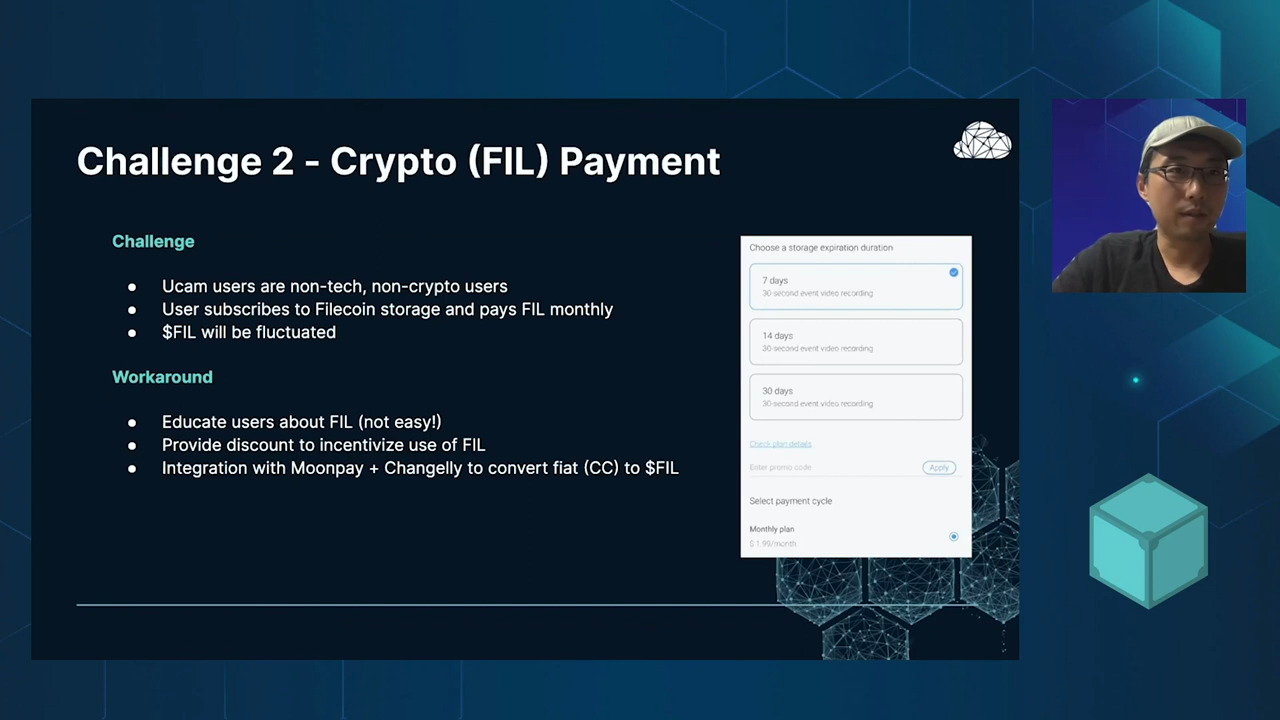 Challenge 2 - Crypto (FIL) Payment
Challenge
Ucam users are non-tech, non-crypto users
User subscribes to Filecoin storage and pays FIL monthly
$FIL will be fluctuated
Workaround
Educate users about FIL (not easy!)
Provide discount to incentivize use of FIL
Integration with Moonpay + Changelly to convert fiat (CC) to $FIL
Choose a storage expiration duration
7 days
30-second event video recording
14 days
30-second event video recording
30 days
30-second event video recording
Check plan details
Enter promo code
Apply
Select payment cycle
Monthly plan
$ 1.99/month